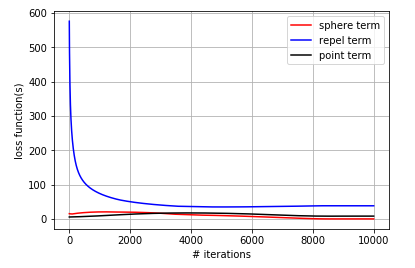 600
500
400
300
200
100
0
loss function(s)
sphere term
repel term
point term
0
2000
4000
6000
8000
10000
# iterations